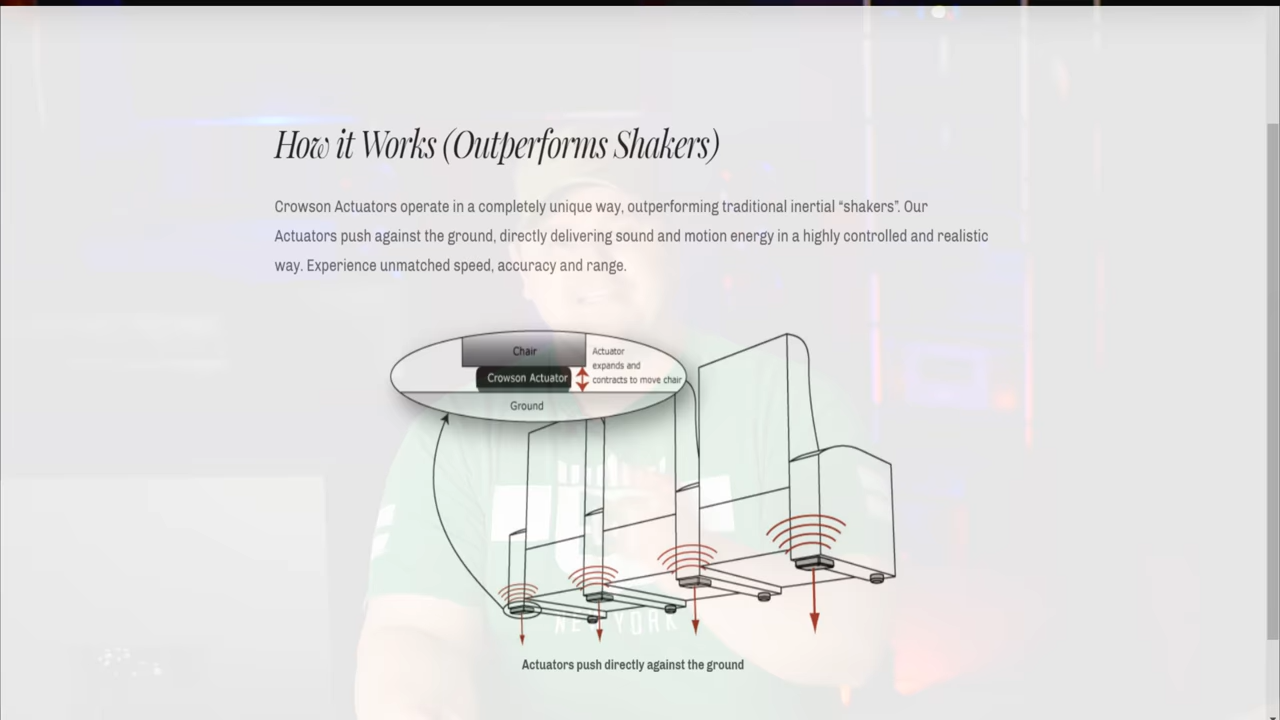 How it Works (Outperforms Shakers)
Crowson Actuators operate in a completely unique way, outperforming traditional inertial “shakers”. Our
Actuators push against the ground, directly delivering sound and motion energy in a highly controlled and realistic
way. Experience unmatched speed, accuracy and range.
Chair
Actuator
expands and
contracts to move chair
Crowson Actuator
Ground
NEW YORK
Actuators push directly against the ground